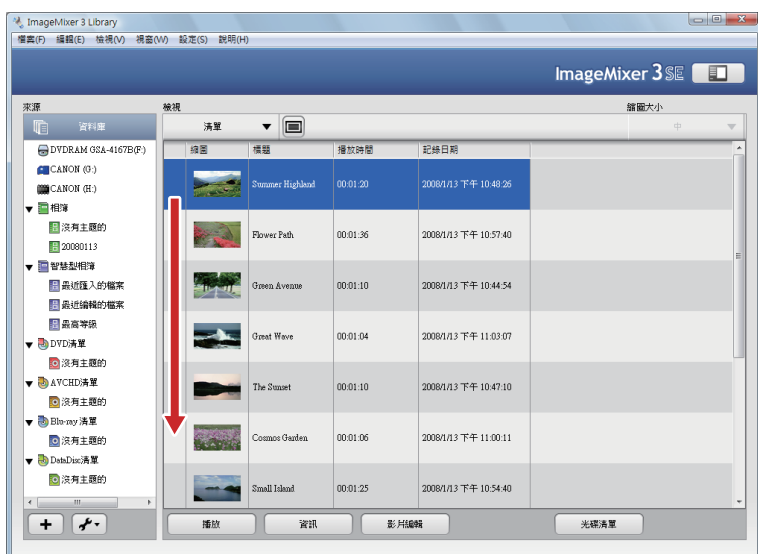 ImageMixer 3 Library
檔案(F) 編輯(E) 檢視(V) 視窗(W) 設定(S) 說明(H)
ImageMixer 3 SE
來源
檢視
縮圖大小
資料庫
清單
中
DVDRAM GSA-4167B(F:)
CANON (G:)
CANON (H:)
相簿
沒有主題的
20080113
智慧型相簿
最近匯入的檔案
最近編輯的檔案
最高等級
DVD清單
沒有主題的
AVCHD清單
沒有主題的
Blu-ray 清單
沒有主題的
DataDisc清單
沒有主題的
縮圖 標題 播放時間 記錄日期
Summer Highland 00:01:20 2008/1/13 下午 10:48:26
Flower Path 00:01:36 2008/1/13 下午 10:57:40
Green Avenue 00:01:10 2008/1/13 下午 10:44:54
Great Wave 00:01:04 2008/1/13 下午 11:03:07
The Sunset 00:01:10 2008/1/13 下午 10:47:10
Cosmos Garden 00:01:06 2008/1/13 下午 11:00:11
Small Island 00:01:25 2008/1/13 下午 10:54:40
播放 資訊 影片編輯 光碟清單